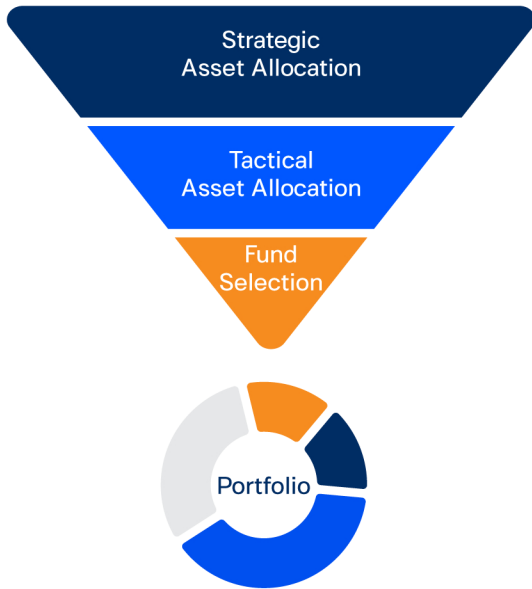 Strategic
Asset Allocation
Tactical
Asset Allocation
Fund
Selection
Portfolio